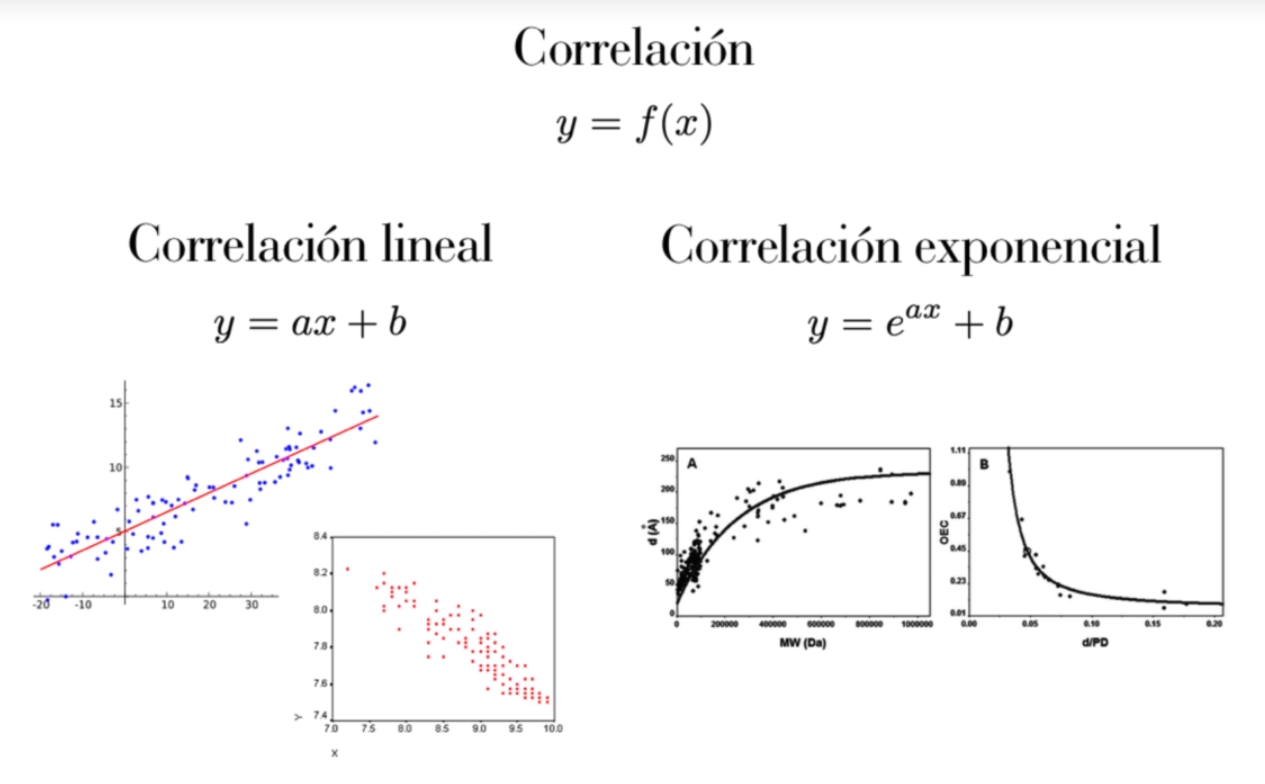 Correlación
y = f(x)
Correlación lineal
y = ax + b
15
10
5
-20 -10 10 20 30
8.4
8.2
8.0
7.8
7.6
7.4
7.0 7.5 8.0 8.5 9.0 9.5 10.0
Y
X
Correlación exponencial
y = e^{ax} + b
A
250
200
150
100
50
0
d (Å)
0 200000 400000 600000 800000 1000000
MW (Da)
B
1.11
0.89
0.67
0.45
0.23
0.01
OEC
0.00 0.05 0.10 0.15 0.20
d/PD